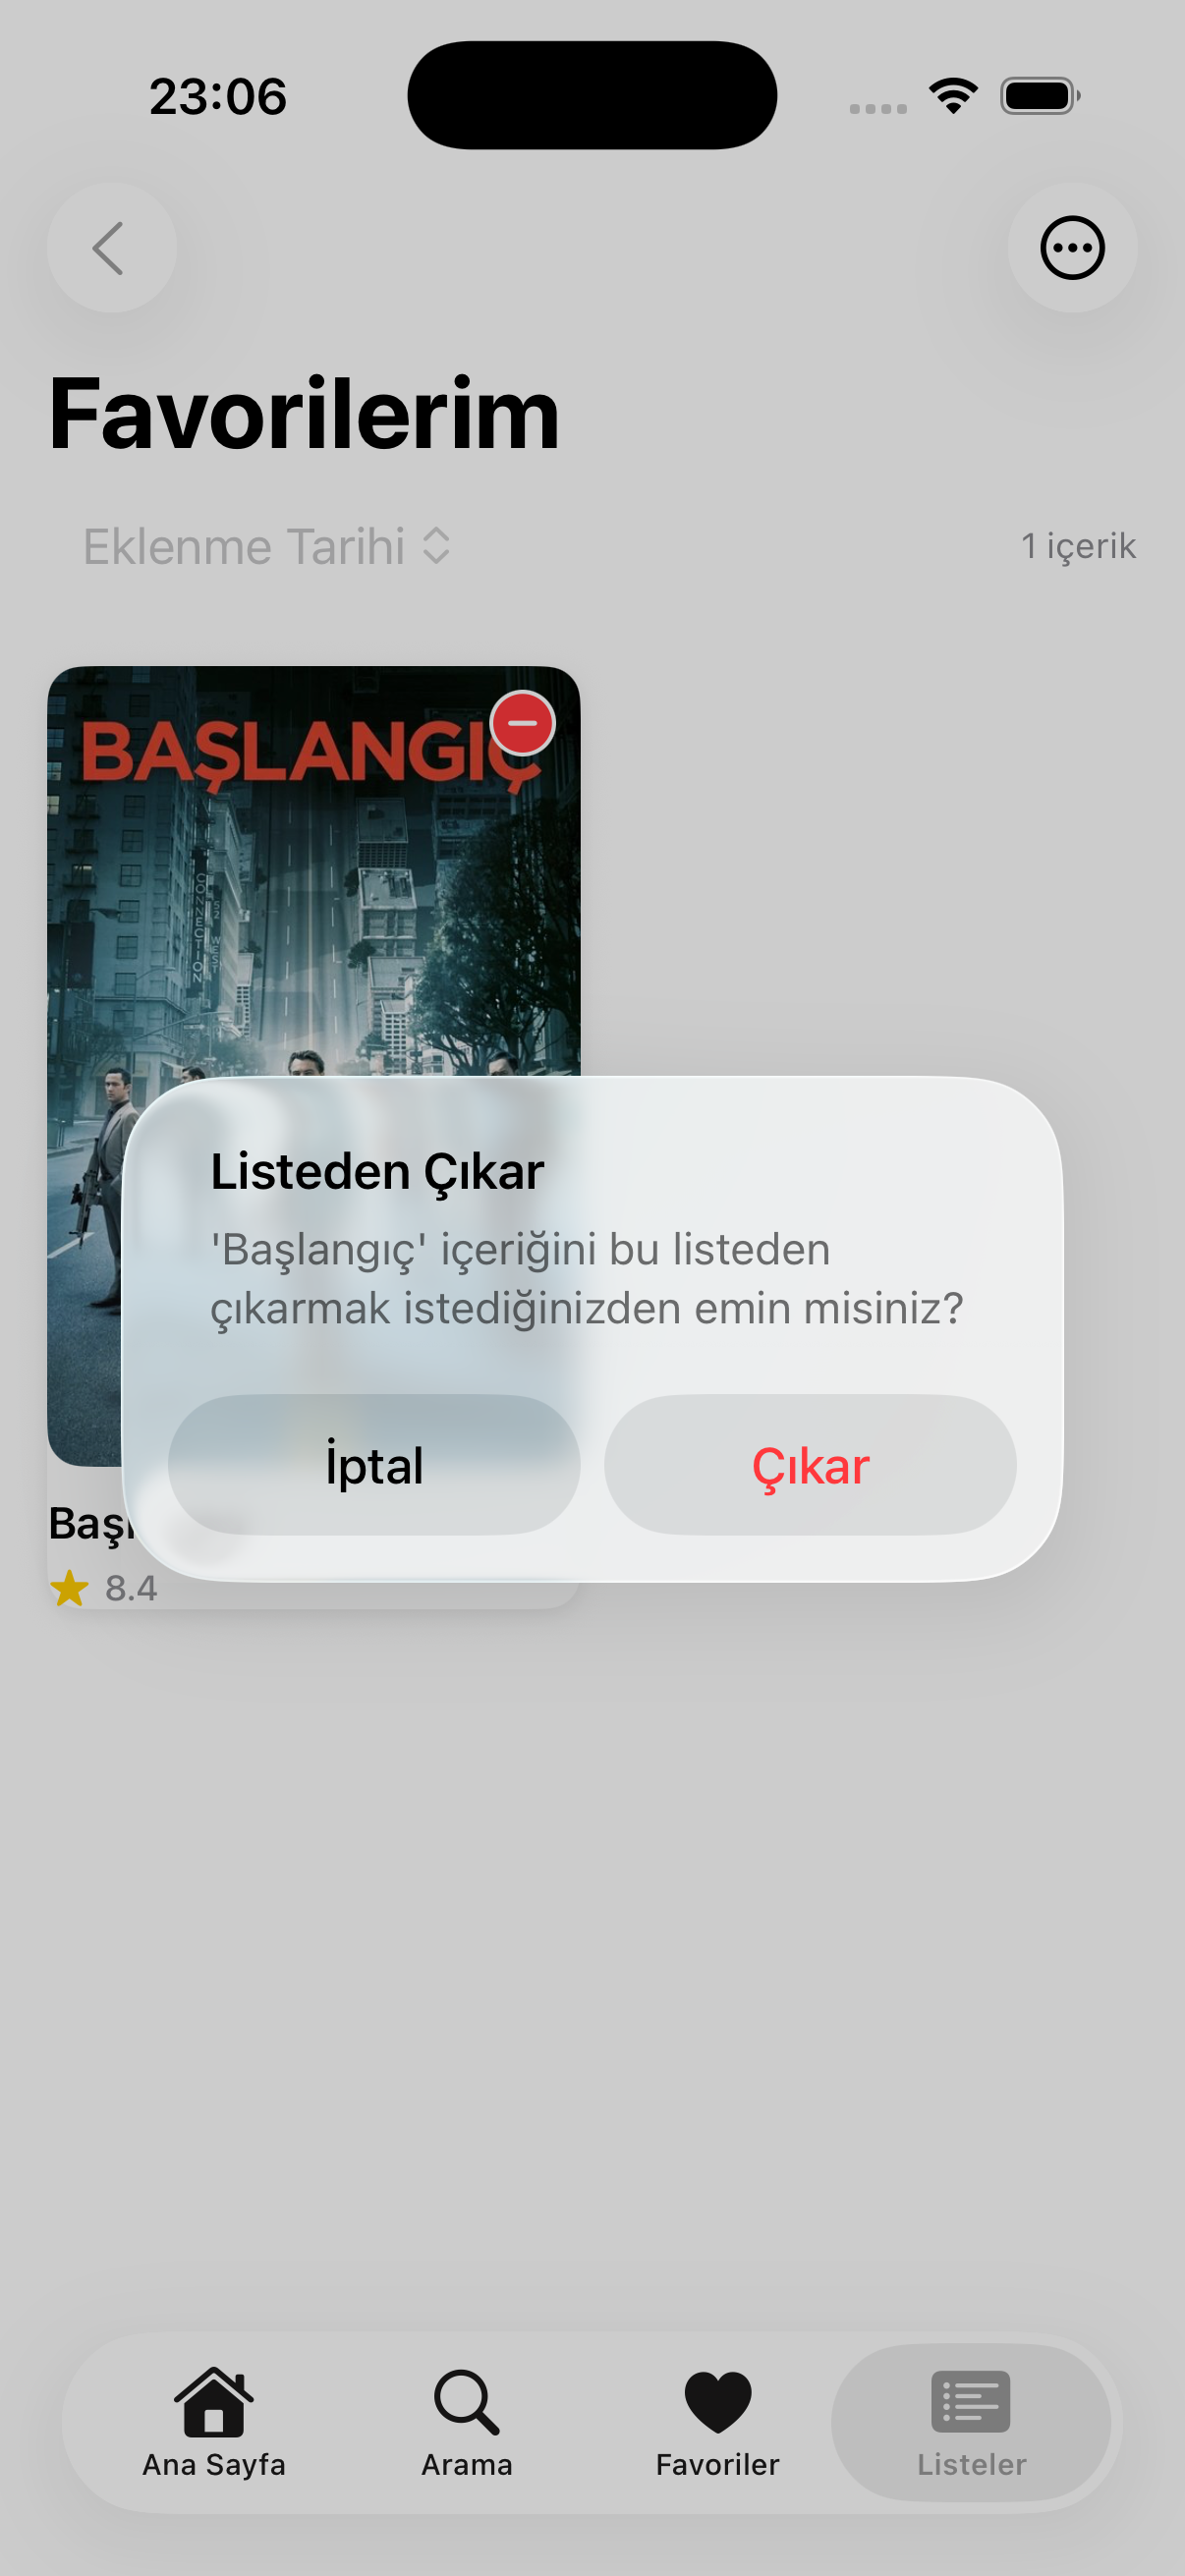 23:06
Favorilerim
Eklenme Tarihi
1 içerik
BAŞLANGIÇ
CONNECTION
52 WEST
Listeden Çıkar
'Başlangıç' içeriğini bu listeden
çıkarmak istediğinizden emin misiniz?
İptal
Çıkar
Baş
8.4
Ana Sayfa
Arama
Favoriler
Listeler